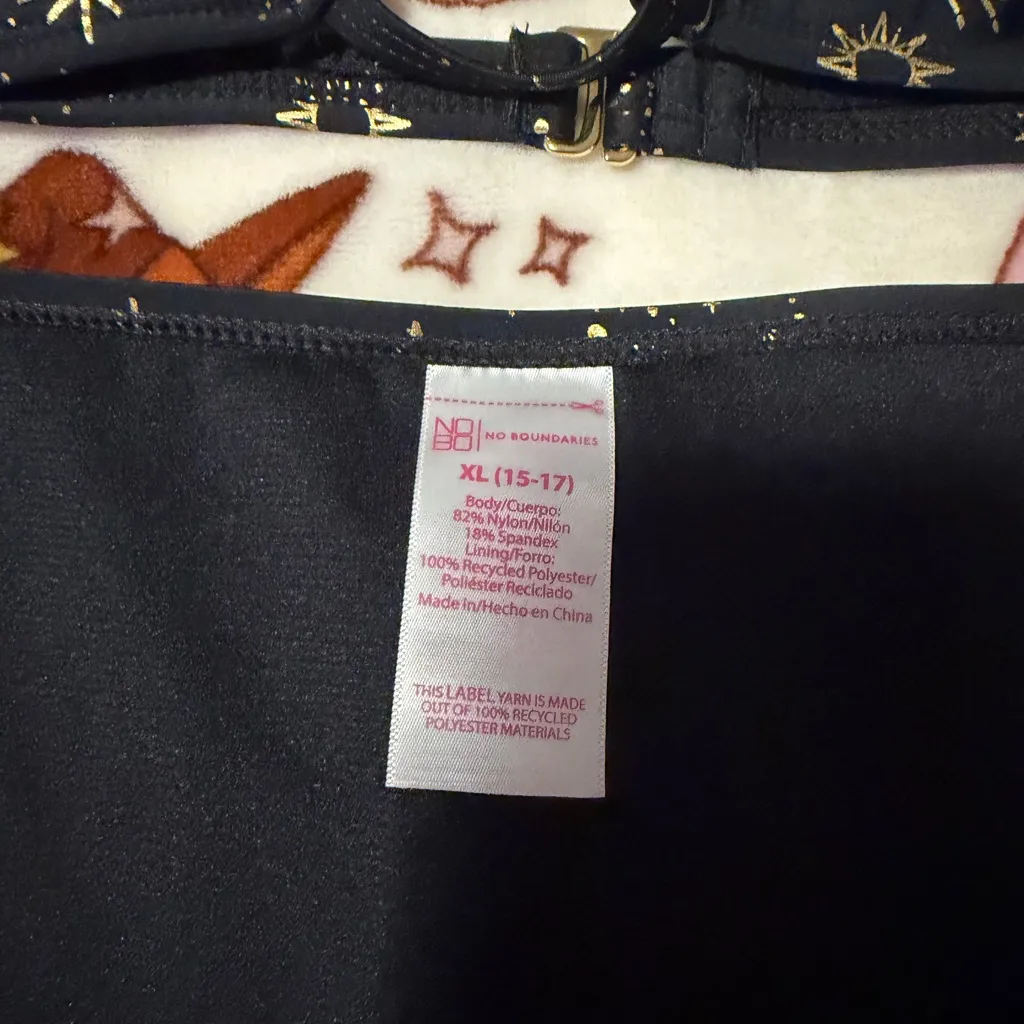 NO
BO | NO BOUNDARIES
XL (15-17)
Body/Cuerpo:
82% Nylon/Nilón
18% Spandex
Lining/Forro:
100% Recycled Polyester/
Poliéster Reciclado
Made in/Hecho en China
THIS LABEL YARN IS MADE
OUT OF 100% RECYCLED
POLYESTER MATERIALS